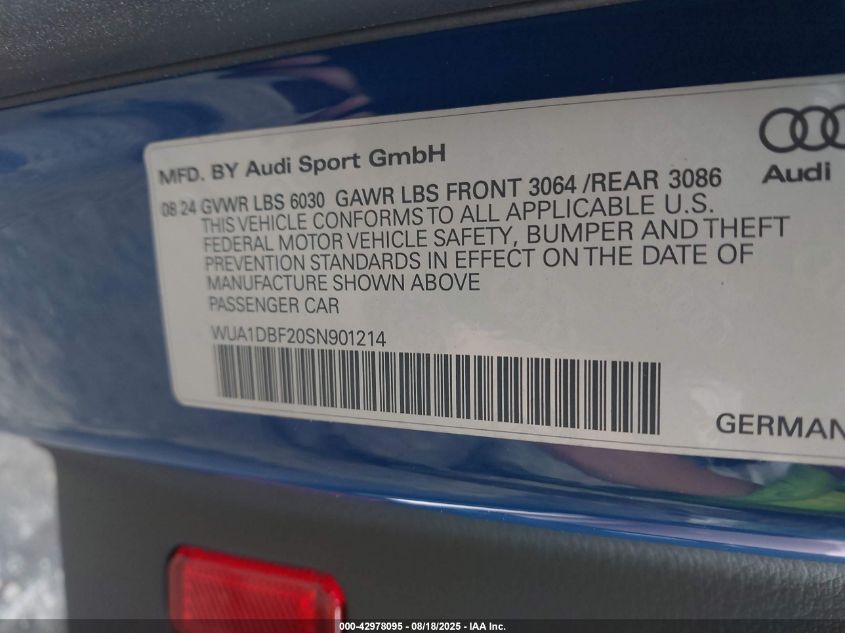 MFD. BY Audi Sport GmbH
Audi
08 24 GVWR LBS 6030 GAWR LBS FRONT 3064 /REAR 3086
THIS VEHICLE CONFORMS TO ALL APPLICABLE U.S.
FEDERAL MOTOR VEHICLE SAFETY, BUMPER AND THEFT
PREVENTION STANDARDS IN EFFECT ON THE DATE OF
MANUFACTURE SHOWN ABOVE
PASSENGER CAR
WUA1DBF20SN901214
GERMAN
000-42978095 - 08/18/2025 - IAA Inc.